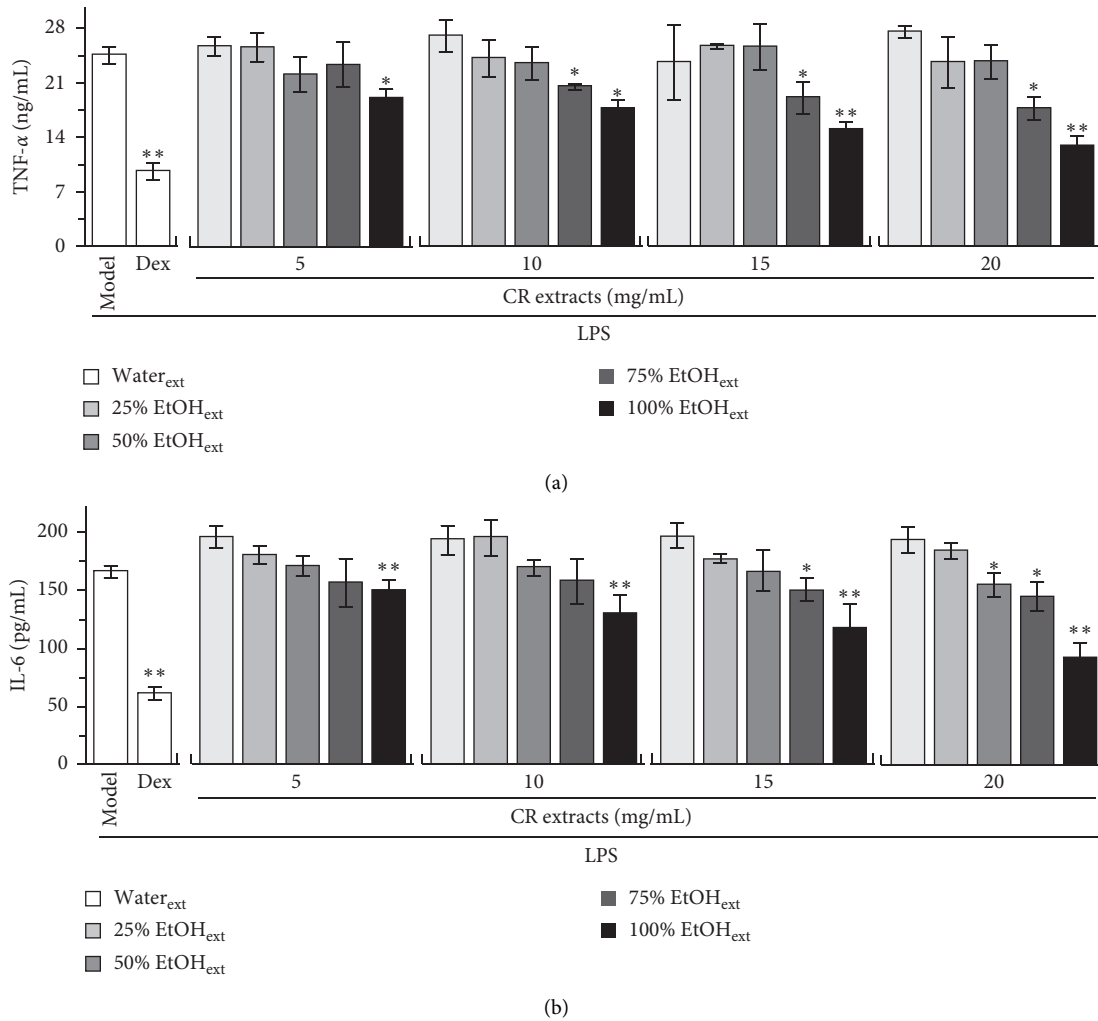 28
21
14
7
0
TNF-α (ng/mL)
** * * * * ** * **
Model Dex 5 10 15 20
CR extracts (mg/mL)
LPS
Water_ext 75% EtOH_ext
25% EtOH_ext 100% EtOH_ext
50% EtOH_ext
(a)
200
150
100
50
0
IL-6 (pg/mL)
** ** ** * ** * * **
Model Dex 5 10 15 20
CR extracts (mg/mL)
LPS
Water_ext 75% EtOH_ext
25% EtOH_ext 100% EtOH_ext
50% EtOH_ext
(b)